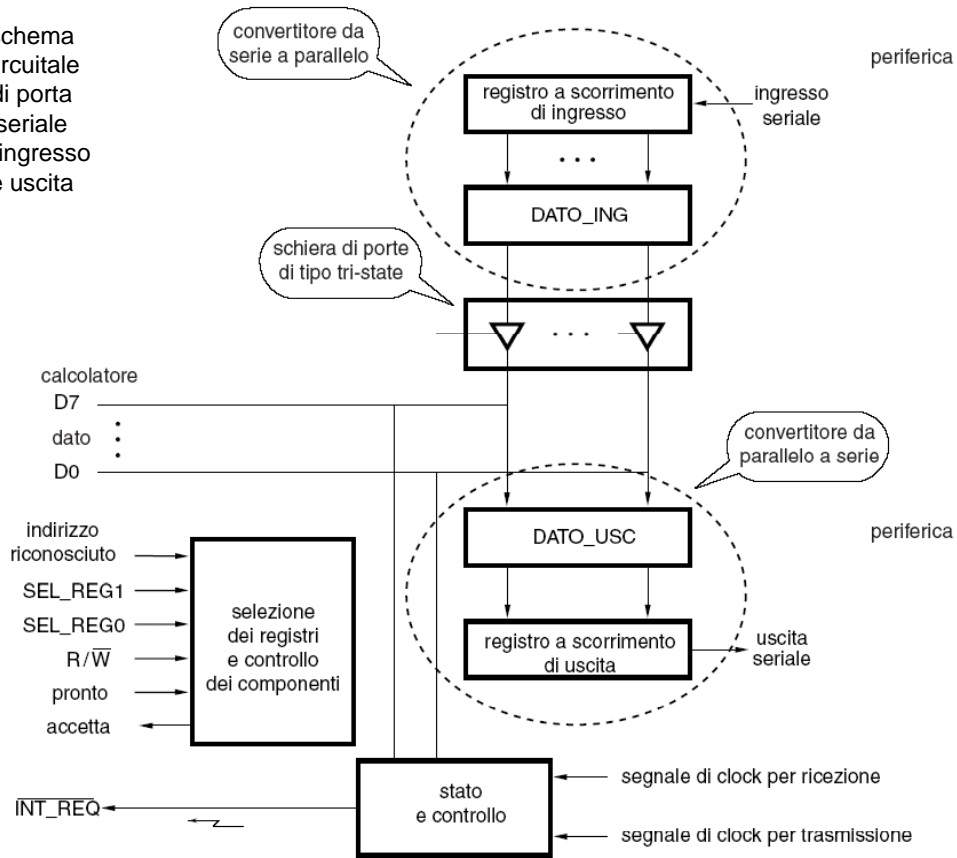 schema
circuitale
di porta
seriale
ingresso
e uscita
convertitore da
serie a parallelo
periferica
registro a scorrimento
di ingresso
ingresso
seriale
• • •
DATO_ING
schiera di porte
di tipo tri-state
• • •
calcolatore
D7
dato
D0
convertitore da
parallelo a serie
DATO_USC
periferica
registro a scorrimento
di uscita
uscita
seriale
indirizzo
riconosciuto
SEL_REG1
SEL_REG0
R/W̅
pronto
accetta
selezione
dei registri
e controllo
dei componenti
stato
e controllo
segnale di clock per ricezione
segnale di clock per trasmissione
I̅N̅T̅_̅R̅E̅Q̅